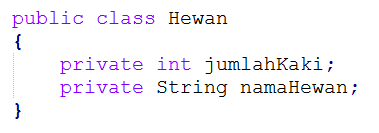 public class Hewan
{
    private int jumlahKaki;
    private String namaHewan;
}